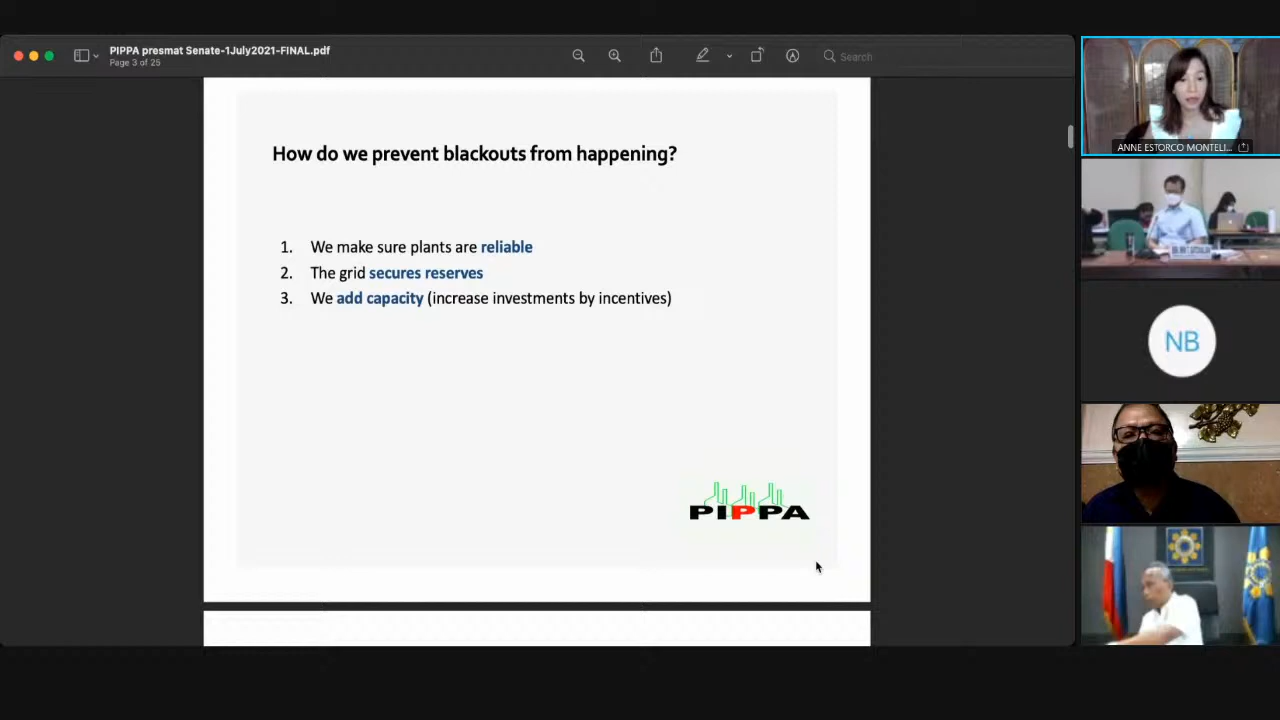 PIPPA presmat Senate-1July2021-FINAL.pdf
Page 3 of 25
Search
How do we prevent blackouts from happening?
1. We make sure plants are reliable
2. The grid secures reserves
3. We add capacity (increase investments by incentives)
PIPPA
ANNE ESTORCO MONTELI...
NB